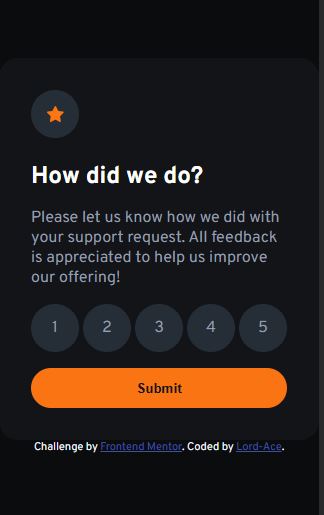 How did we do?
Please let us know how we did with
your support request. All feedback
is appreciated to help us improve
our offering!
1 2 3 4 5
Submit
Challenge by Frontend Mentor. Coded by Lord-Ace.